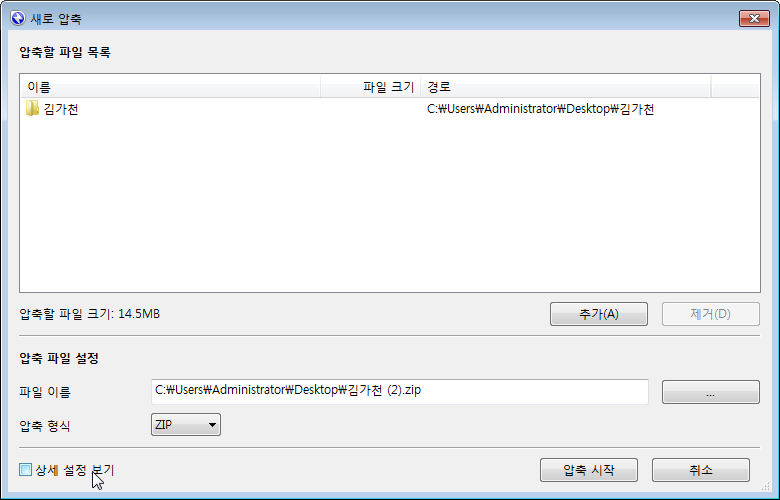 새로 압축
압축할 파일 목록
이름 파일 크기 경로
김가천 C:₩Users₩Administrator₩Desktop₩김가천
압축할 파일 크기: 14.5MB 추가(A) 제거(D)
압축 파일 설정
파일 이름 C:₩Users₩Administrator₩Desktop₩김가천 (2).zip ...
압축 형식 ZIP
상세 설정 보기 압축 시작 취소